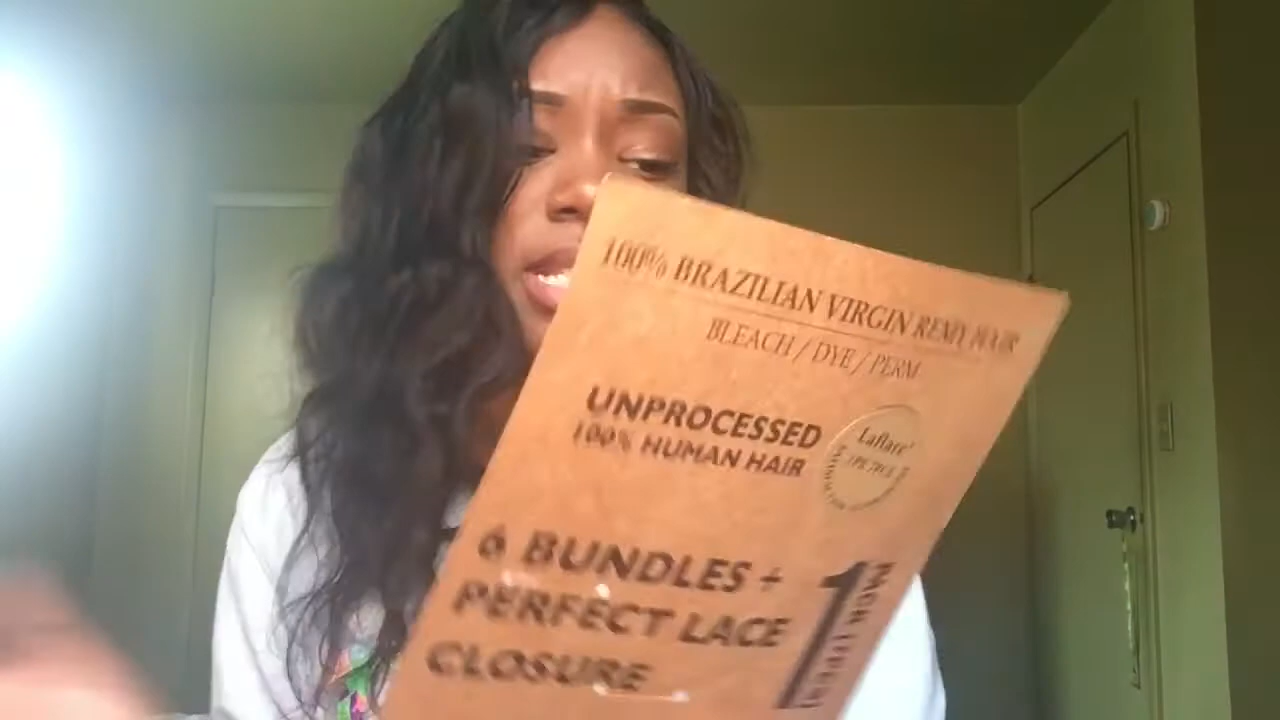 100% BRAZILIAN VIRGIN REMY HAIR
BLEACH / DYE / PERM
UNPROCESSED
100% HUMAN HAIR
Laflare'
6 BUNDLES +
PERFECT LACE
CLOSURE
1